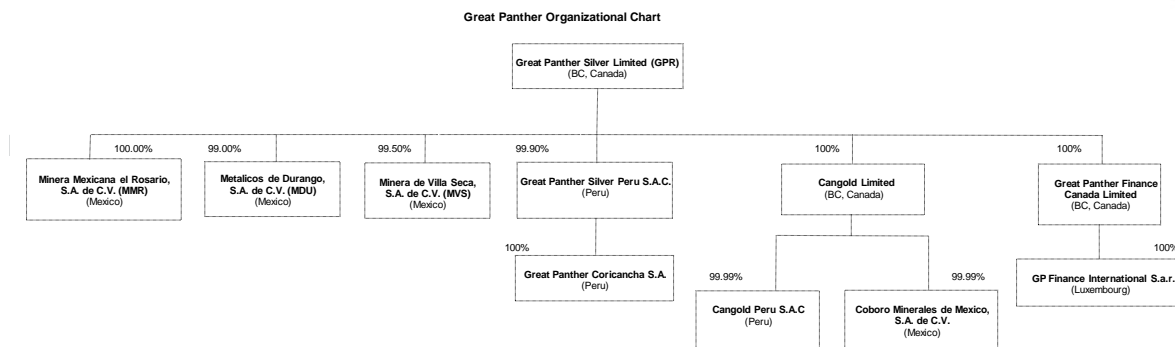 Great Panther Organizational Chart
Great Panther Silver Limited (GPR)
(BC, Canada)
100.00%
99.00%
99.50%
99.90%
100%
100%
Minera Mexicana el Rosario,
S.A. de C.V. (MMR)
(Mexico)
Metalicos de Durango,
S.A. de C.V. (MDU)
(Mexico)
Minera de Villa Seca,
S.A. de C.V. (MVS)
(Mexico)
Great Panther Silver Peru S.A.C.
(Peru)
Cangold Limited
(BC, Canada)
Great Panther Finance
Canada Limited
(BC, Canada)
100%
Great Panther Coricancha S.A.
(Peru)
99.99%
99.99%
100%
Cangold Peru S.A.C
(Peru)
Coboro Minerales de Mexico,
S.A. de C.V.
(Mexico)
GP Finance International S.a.r.
(Luxembourg)